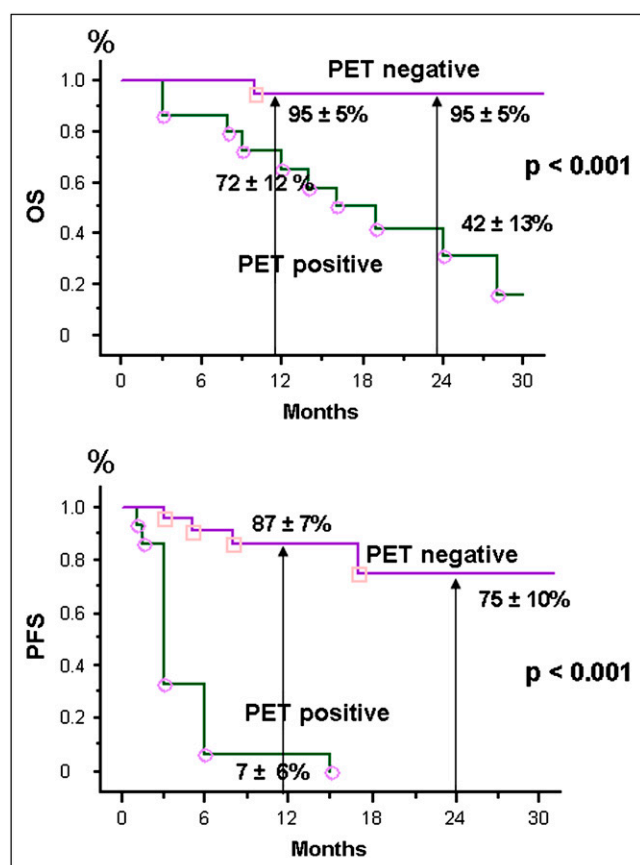 %
1.0
PET negative
95 ± 5%
95 ± 5%
0.8
p < 0.001
0.6
72 ± 12 %
OS
0.4
42 ± 13%
PET positive
0.2
0
0 6 12 18 24 30
Months
%
1.0
87 ± 7%
PET negative
0.8
75 ± 10%
0.6
PFS
p < 0.001
0.4
0.2
PET positive
7 ± 6%
0
0 6 12 18 24 30
Months